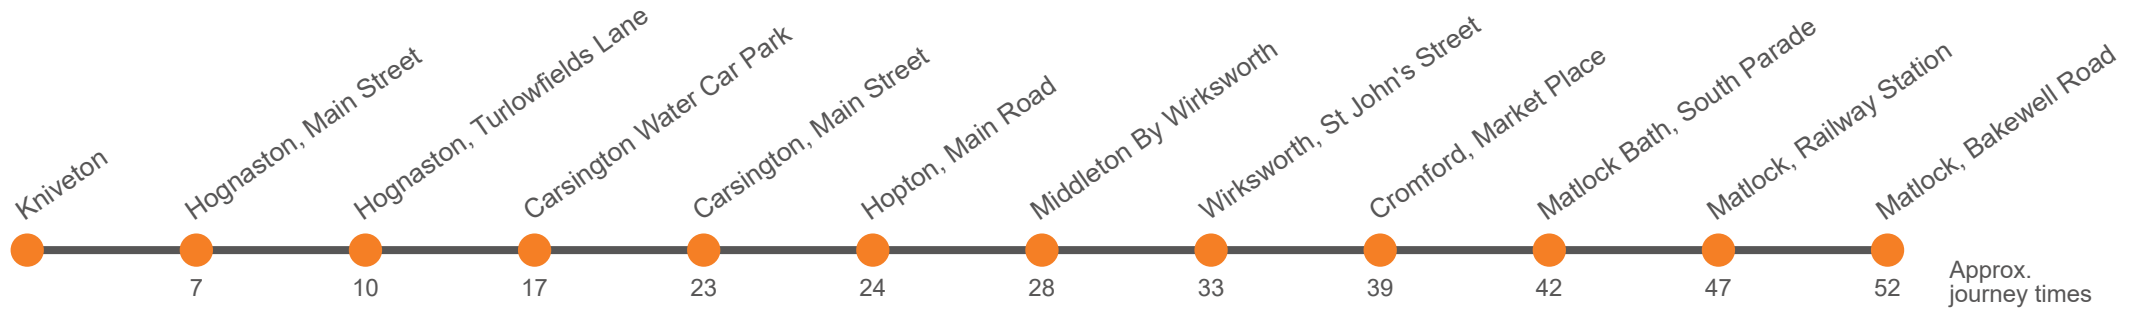 Kniveton
Hognaston, Main Street
Hognaston, Turlowfields Lane
Carsington Water Car Park
Carsington, Main Street
Hopton, Main Road
Middleton By Wirksworth
Wirksworth, St John's Street
Cromford, Market Place
Matlock Bath, South Parade
Matlock, Railway Station
Matlock, Bakewell Road
7
10
17
23
24
28
33
39
42
47
52
Approx.
journey times